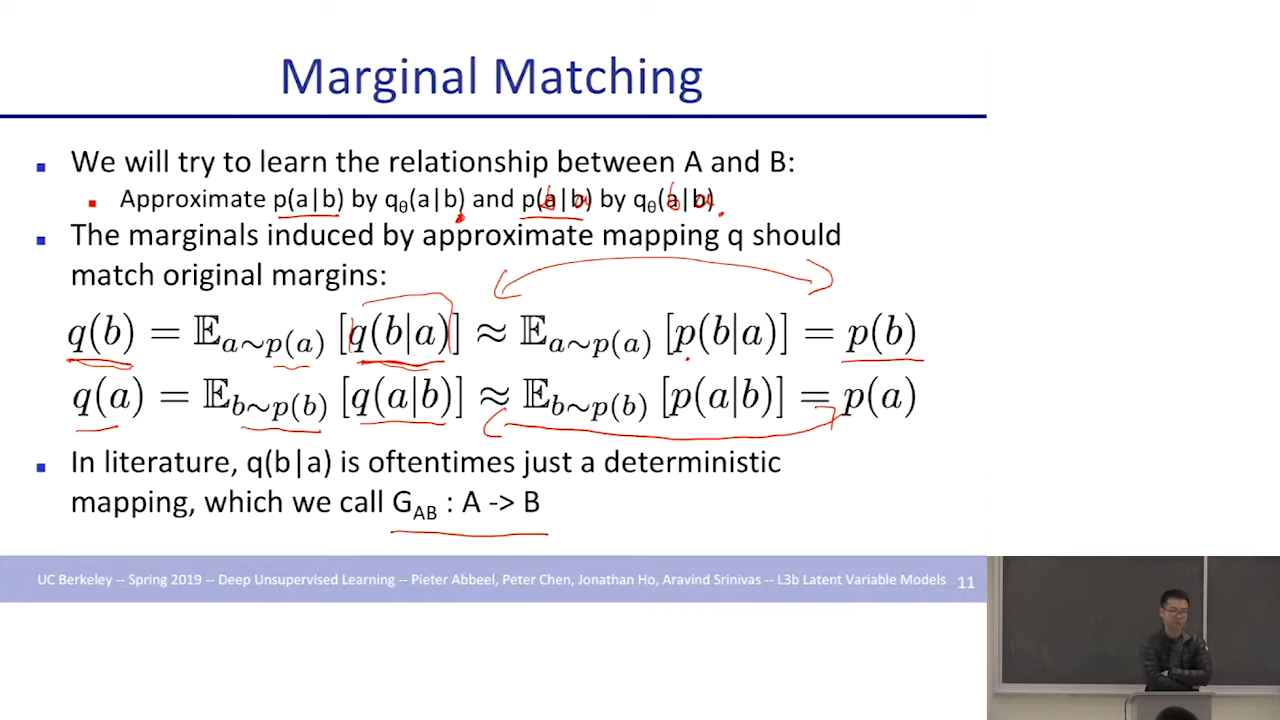 Marginal Matching
We will try to learn the relationship between A and B:
Approximate p(a|b) by qθ(a|b) and p(a|b) by qθ(a|b)
b a b a
The marginals induced by approximate mapping q should
match original margins:
q(b) = 𝔼a∼p(a) [q(b|a)] ≈ 𝔼a∼p(a) [p(b|a)] = p(b)
q(a) = 𝔼b∼p(b) [q(a|b)] ≈ 𝔼b∼p(b) [p(a|b)] = p(a)
In literature, q(b|a) is oftentimes just a deterministic
mapping, which we call GAB : A -> B
UC Berkeley -- Spring 2019 -- Deep Unsupervised Learning -- Pieter Abbeel, Peter Chen, Jonathan Ho, Aravind Srinivas -- L3b Latent Variable Models 11